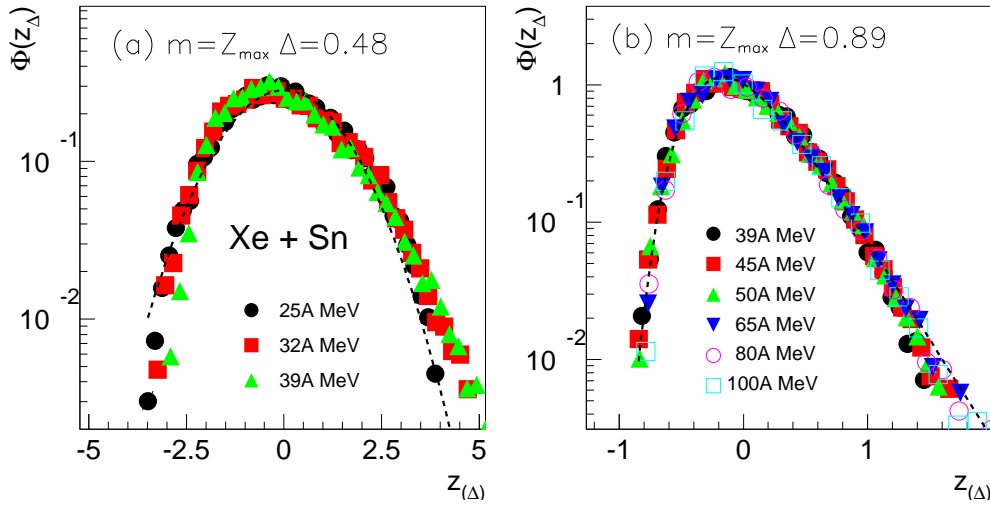 Φ(z_Δ)
(a) m=Z_max Δ=0.48
10^-1
10^-2
Xe + Sn
25A MeV
32A MeV
39A MeV
-5 -2.5 0 2.5 5
z_(Δ)
Φ(z_Δ)
(b) m=Z_max Δ=0.89
1
10^-1
10^-2
39A MeV
45A MeV
50A MeV
65A MeV
80A MeV
100A MeV
-1 0 1
z_(Δ)